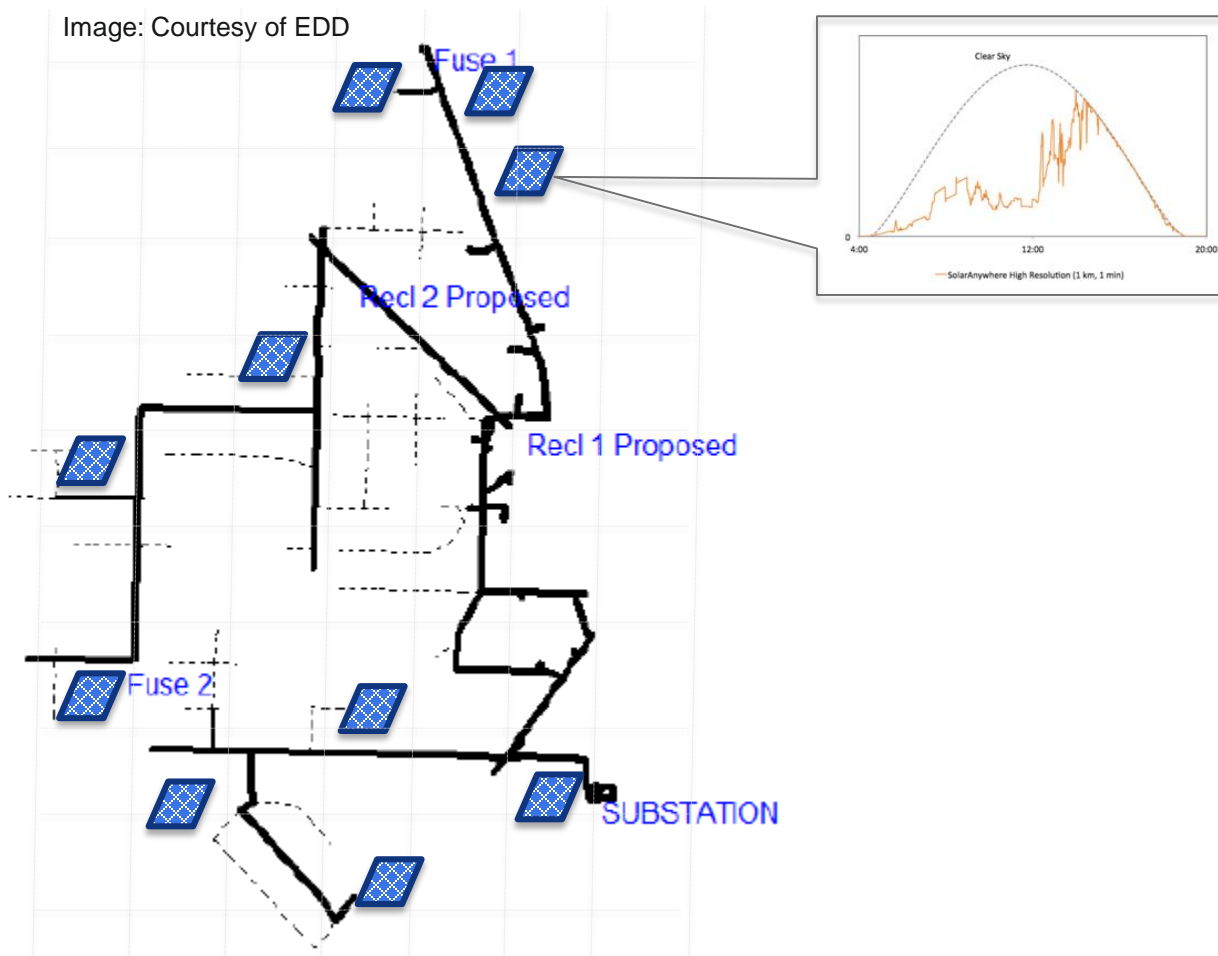 Image: Courtesy of EDD
Fuse 1
Clear Sky
0
4:00
12:00
20:00
SolarAnywhere High Resolution (1 km, 1 min)
Recl 2 Proposed
Recl 1 Proposed
Fuse 2
SUBSTATION